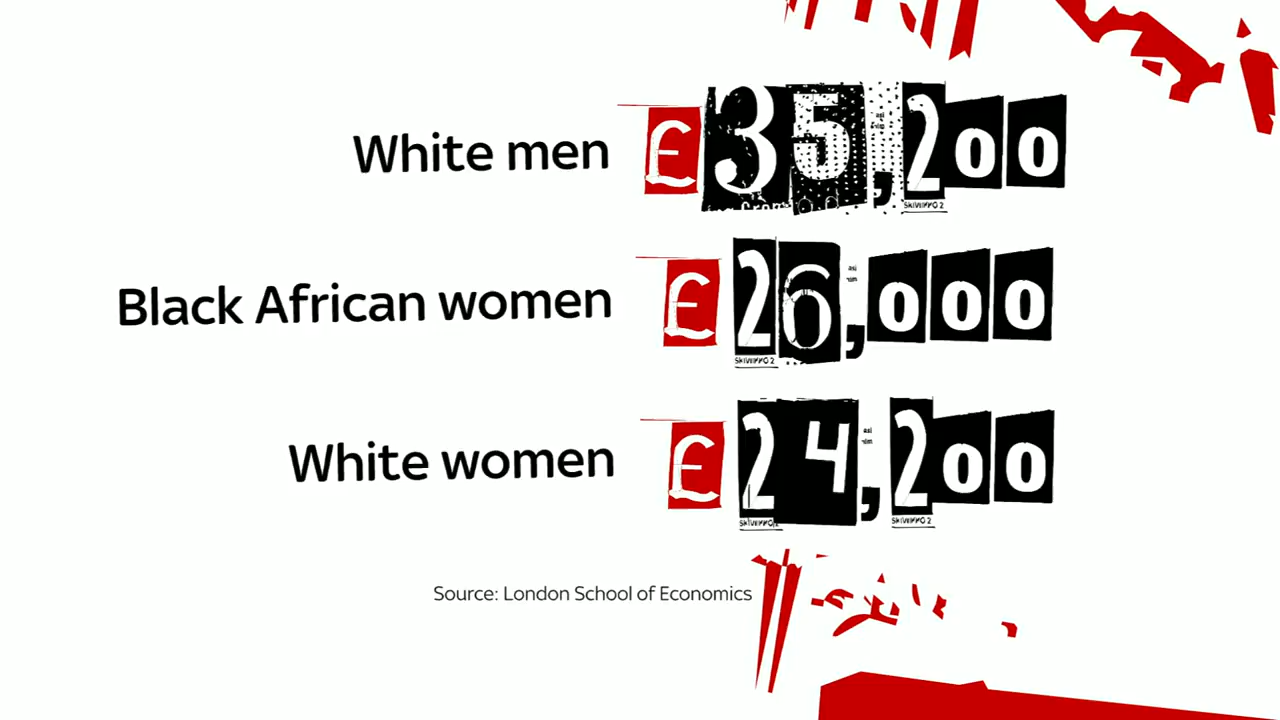 White men £35,200
Black African women £26,000
White women £24,200
Source: London School of Economics